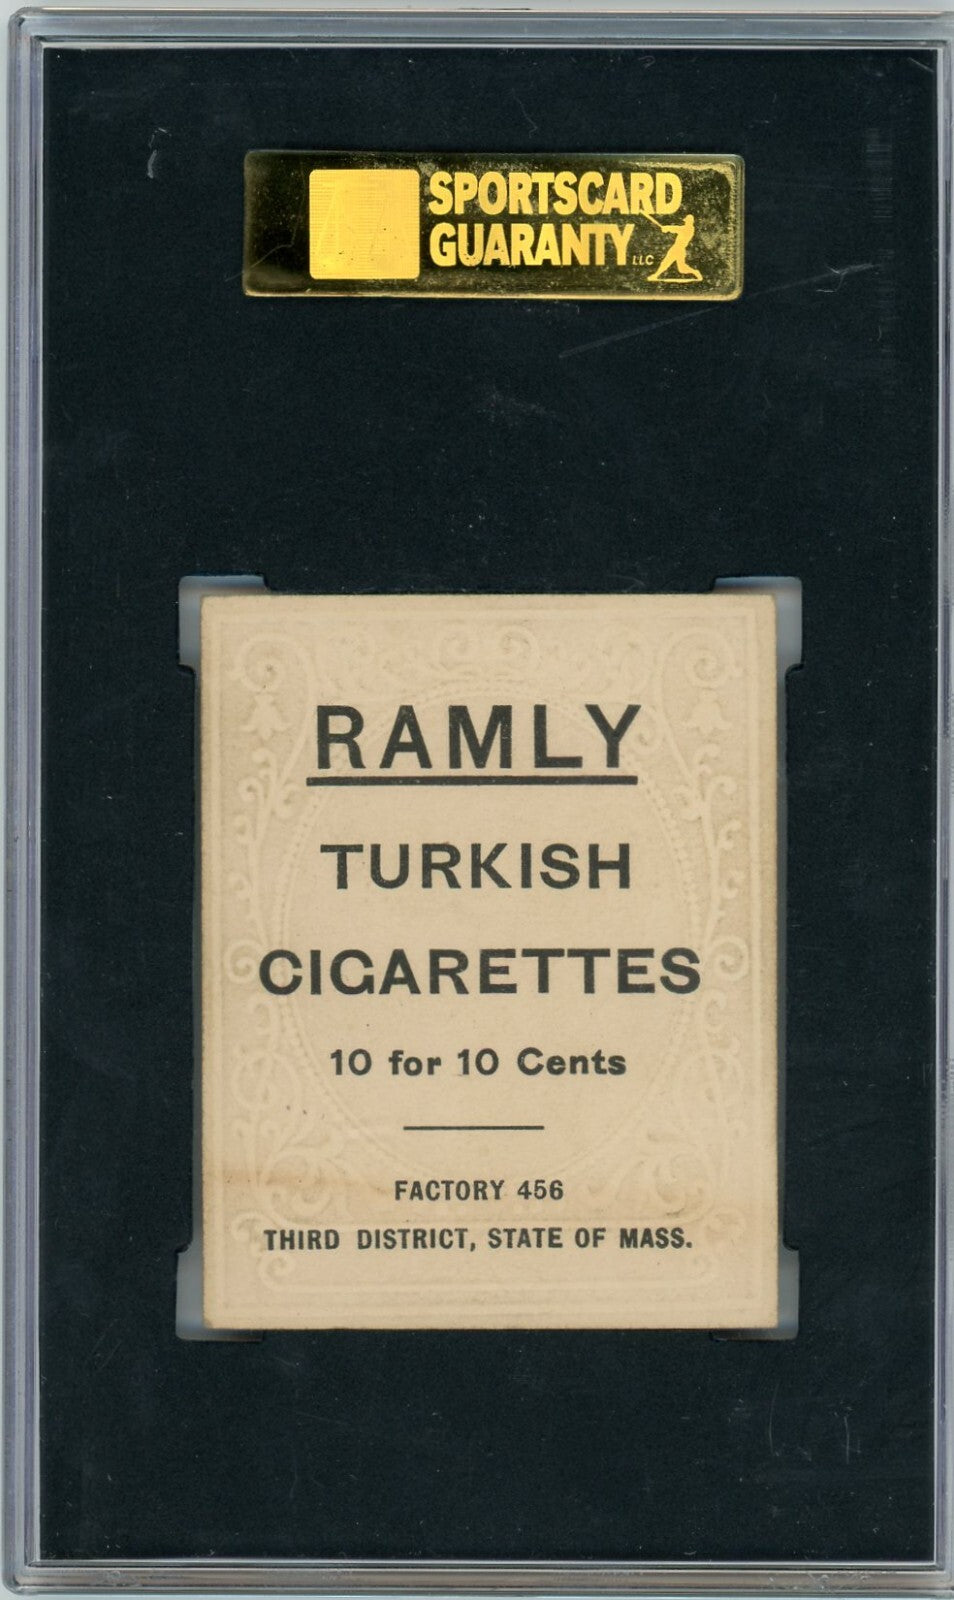 SPORTSCARD
GUARANTY LLC
RAMLY
TURKISH
CIGARETTES
10 for 10 Cents
FACTORY 456
THIRD DISTRICT, STATE OF MASS.